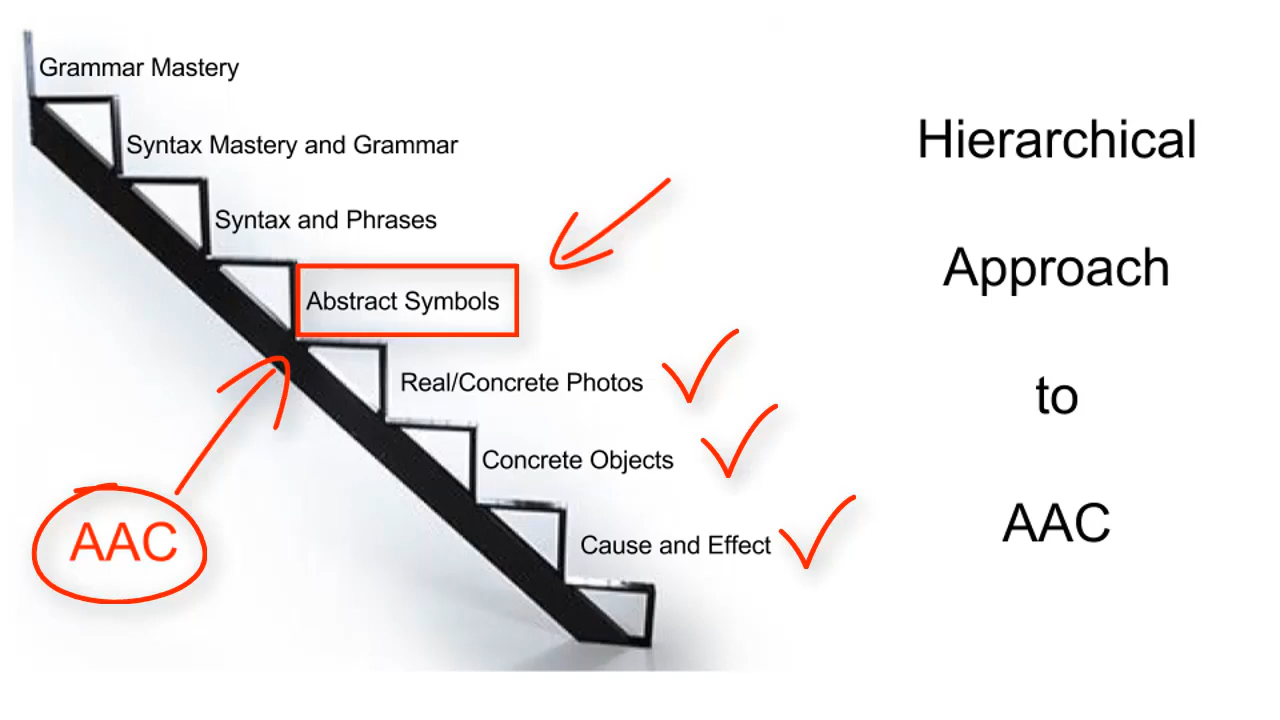 Grammar Mastery
Syntax Mastery and Grammar
Syntax and Phrases
Abstract Symbols
Real/Concrete Photos
Concrete Objects
Cause and Effect
AAC
Hierarchical
Approach
to
AAC